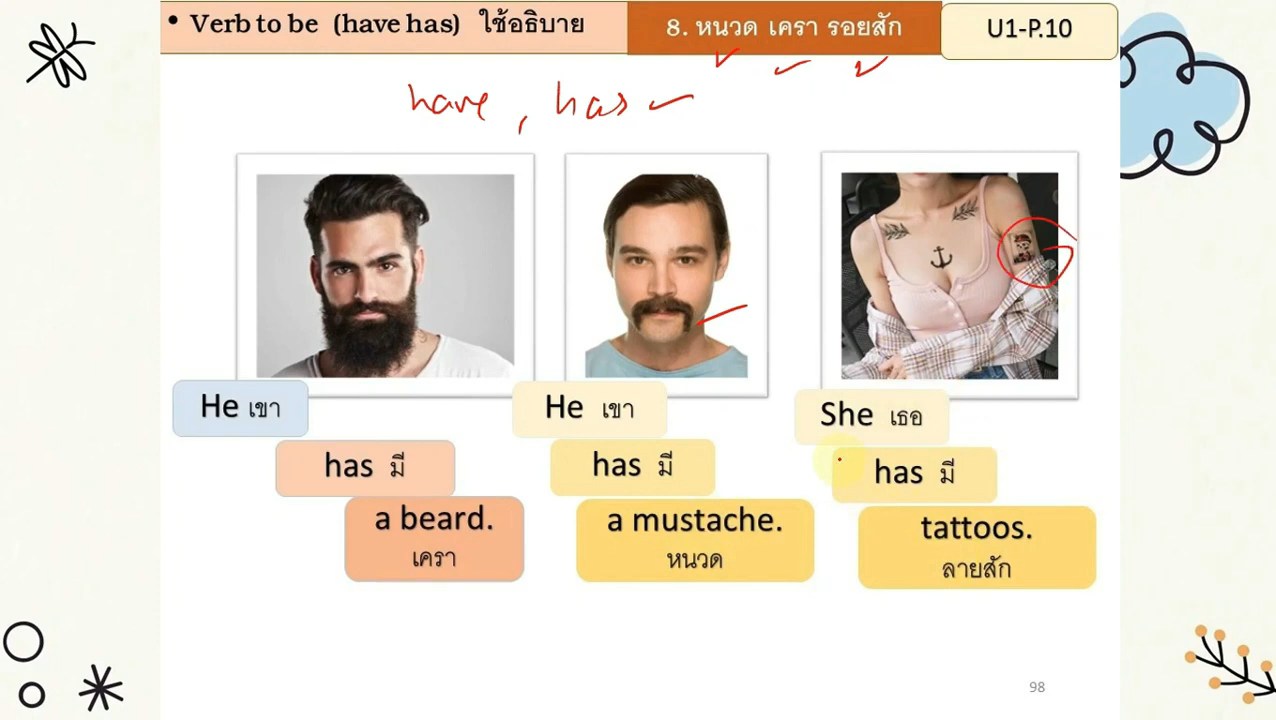 • Verb to be (have has) ใช้อธิบาย
8. หนวด เครา รอยสัก
U1-P.10
have, has
He เขา
has มี
a beard.
เครา
He เขา
has มี
a mustache.
หนวด
She เธอ
has มี
tattoos.
ลายสัก
98